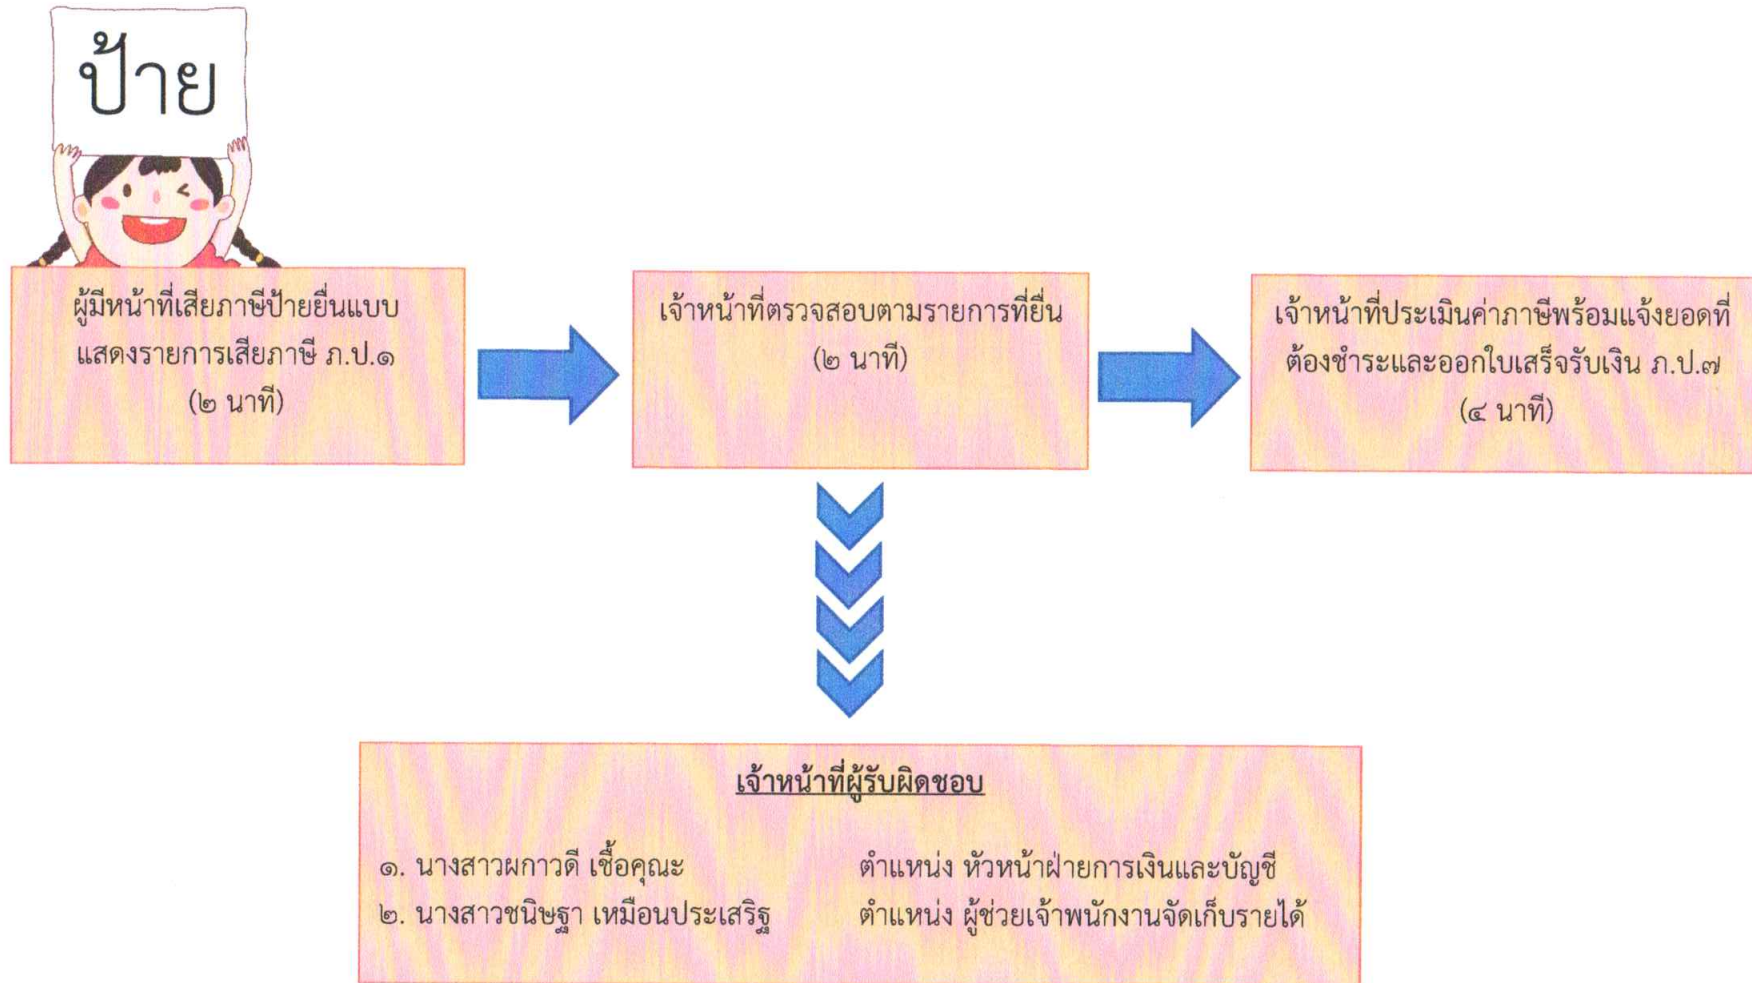 ป้าย
ผู้มีหน้าที่เสียภาษีป้ายยื่นแบบ
แสดงรายการเสียภาษี ภ.ป.๑
(๒ นาที)
เจ้าหน้าที่ตรวจสอบตามรายการที่ยื่น
(๒ นาที)
เจ้าหน้าที่ประเมินค่าภาษีพร้อมแจ้งยอดที่
ต้องชำระและออกใบเสร็จรับเงิน ภ.ป.๗
(๔ นาที)
เจ้าหน้าที่ผู้รับผิดชอบ
๑. นางสาวผกาวดี เชื้อคุณะ ตำแหน่ง หัวหน้าฝ่ายการเงินและบัญชี
๒. นางสาวชนิษฐา เหมือนประเสริฐ ตำแหน่ง ผู้ช่วยเจ้าพนักงานจัดเก็บรายได้